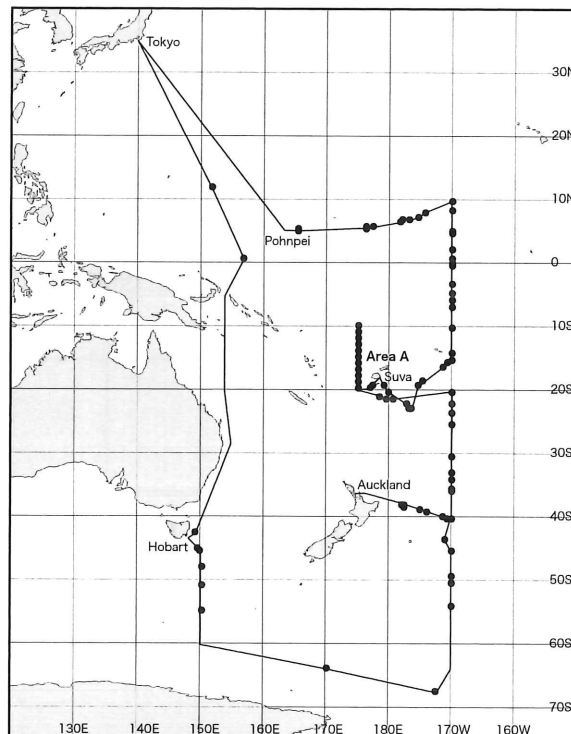 Tokyo
30N
20N
10N
Pohnpei
0
10S
Area A
Suva
20S
30S
Auckland
40S
Hobart
50S
60S
70S
130E 140E 150E 160E 170E 180E 170W 160W